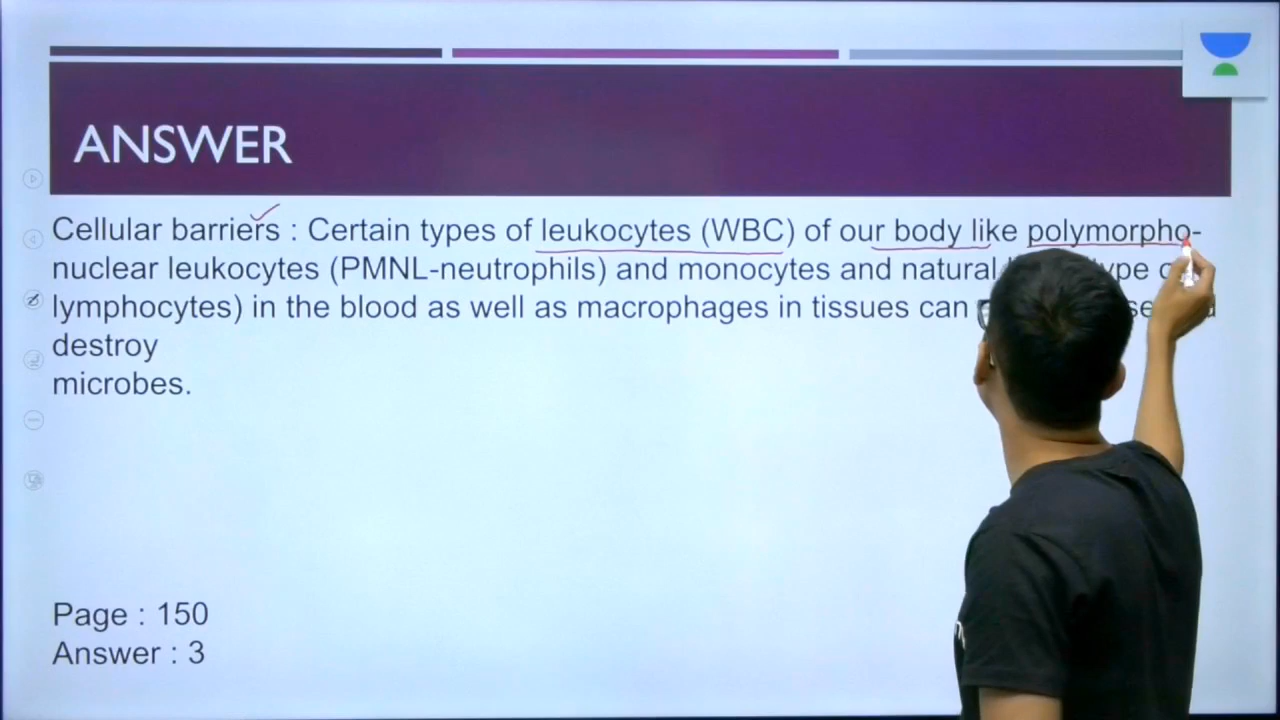 ANSWER
Cellular barriers : Certain types of leukocytes (WBC) of our body like polymorpho-
nuclear leukocytes (PMNL-neutrophils) and monocytes and natural type
lymphocytes) in the blood as well as macrophages in tissues can
destroy
microbes.
Page : 150
Answer : 3